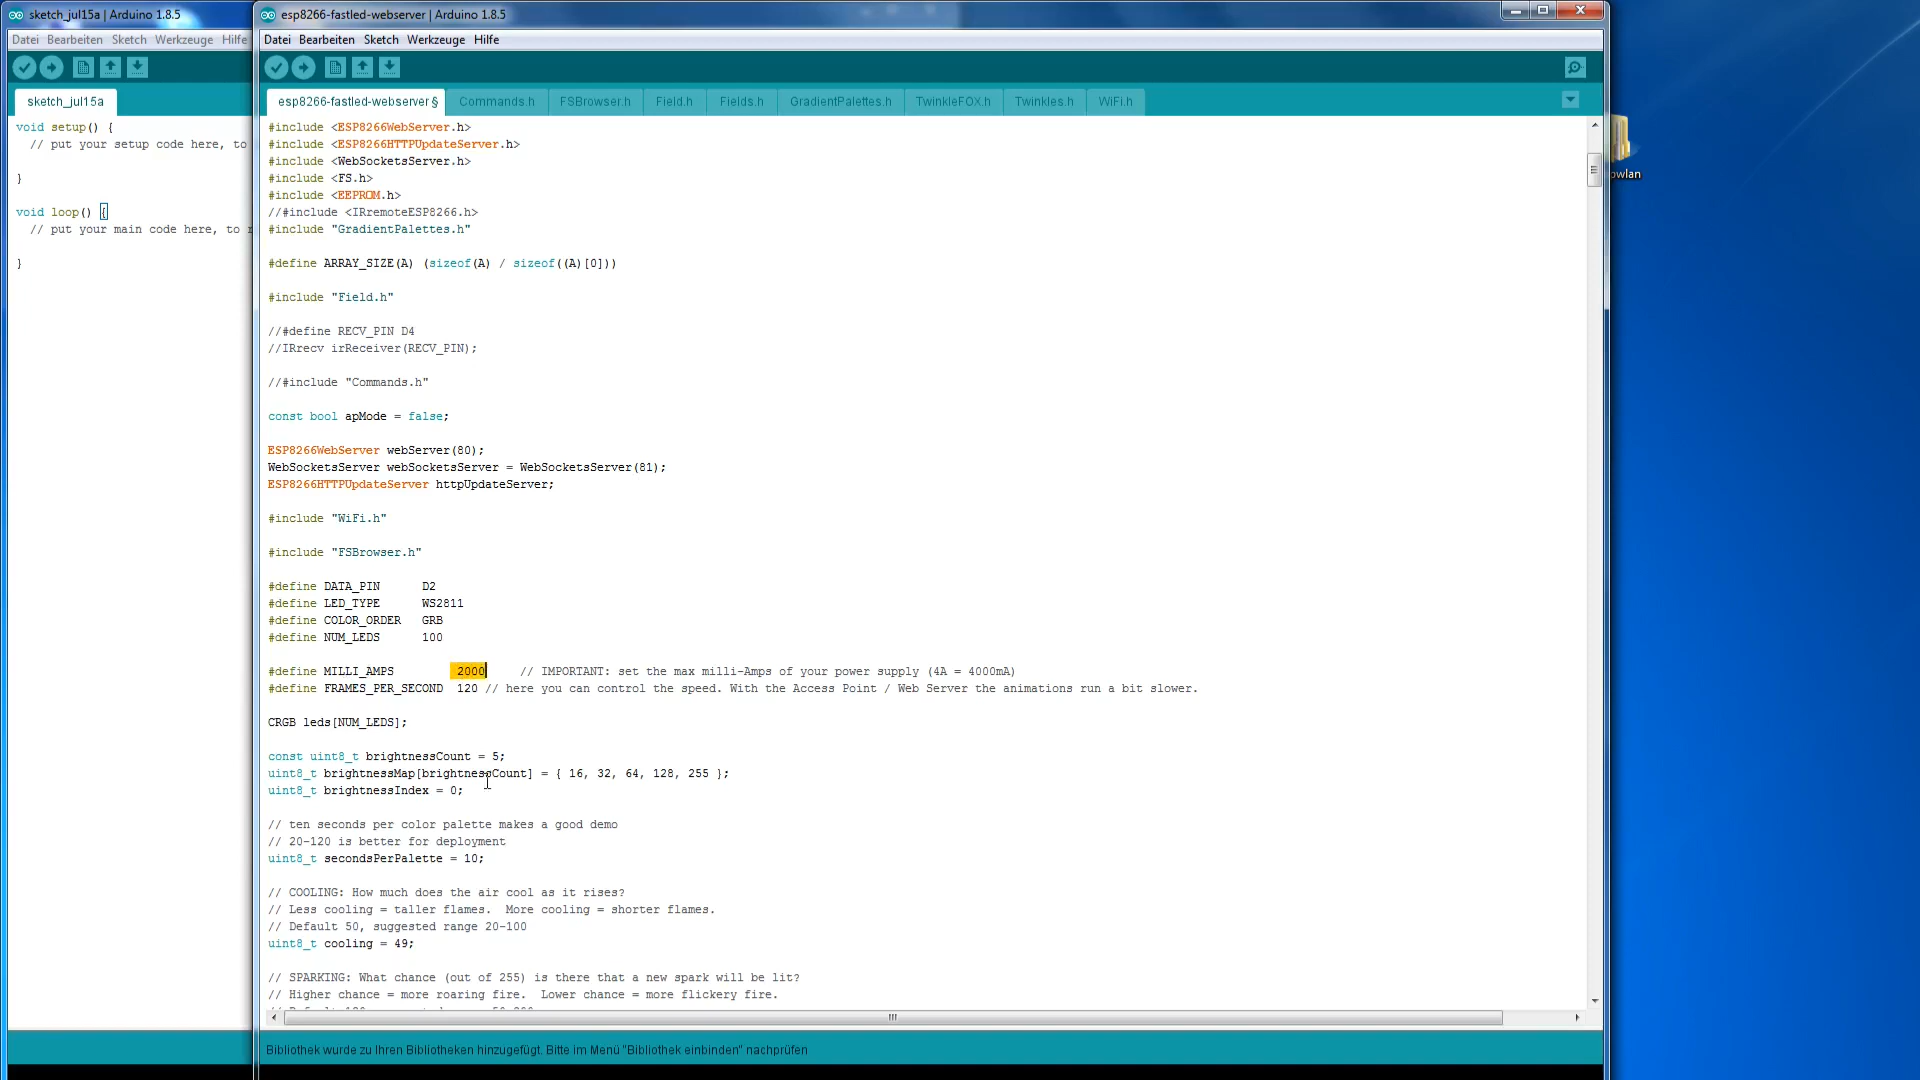 sketch_jul15a | Arduino 1.8.5
Datei Bearbeiten Sketch Werkzeuge Hilfe
sketch_jul15a
void setup() {
// put your setup code here, to
}
void loop() {
// put your main code here, to
}
esp8266-fastled-webserver | Arduino 1.8.5
Datei Bearbeiten Sketch Werkzeuge Hilfe
esp8266-fastled-webserver § Commands.h FSBrowser.h Field.h Fields.h GradientPalettes.h TwinkleFOX.h Twinkles.h WiFi.h
#include <ESP8266WebServer.h>
#include <ESP8266HTTPUpdateServer.h>
#include <WebSocketsServer.h>
#include <FS.h>
#include <EEPROM.h>
//#include <IRremoteESP8266.h>
#include "GradientPalettes.h"
#define ARRAY_SIZE(A) (sizeof(A) / sizeof((A)[0]))
#include "Field.h"
//#define RECV_PIN D4
//IRrecv irReceiver(RECV_PIN);
//#include "Commands.h"
const bool apMode = false;
ESP8266WebServer webServer(80);
WebSocketsServer webSocketsServer = WebSocketsServer(81);
ESP8266HTTPUpdateServer httpUpdateServer;
#include "WiFi.h"
#include "FSBrowser.h"
#define DATA_PIN D2
#define LED_TYPE WS2811
#define COLOR_ORDER GRB
#define NUM_LEDS 100
#define MILLI_AMPS 2000 // IMPORTANT: set the max milli-Amps of your power supply (4A = 4000mA)
#define FRAMES_PER_SECOND 120 // here you can control the speed. With the Access Point / Web Server the animations run a bit slower.
CRGB leds[NUM_LEDS];
const uint8_t brightnessCount = 5;
uint8_t brightnessMap[brightnessCount] = { 16, 32, 64, 128, 255 };
uint8_t brightnessIndex = 0;
// ten seconds per color palette makes a good demo
// 20-120 is better for deployment
uint8_t secondsPerPalette = 10;
// COOLING: How much does the air cool as it rises?
// Less cooling = taller flames. More cooling = shorter flames.
// Default 50, suggested range 20-100
uint8_t cooling = 49;
// SPARKING: What chance (out of 255) is there that a new spark will be lit?
// Higher chance = more roaring fire. Lower chance = more flickery fire.
Bibliothek wurde zu Ihren Bibliotheken hinzugefügt. Bitte im Menü "Bibliothek einbinden" nachprüfen
owlan